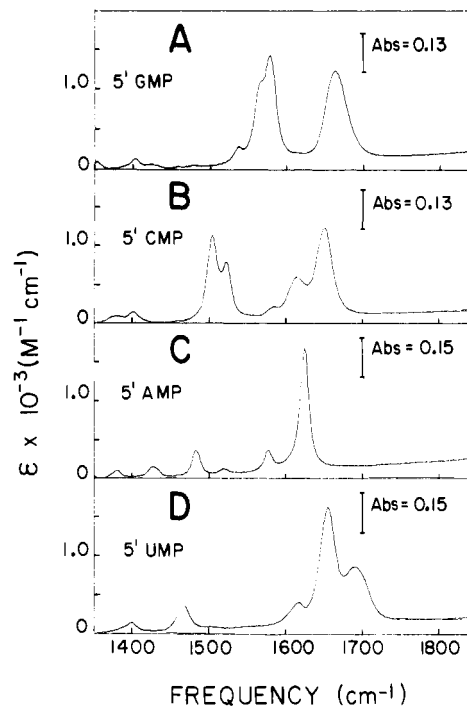 A
Abs = 0.13
1.0
5' GMP
0
B
Abs = 0.13
1.0
5' CMP
0
C
Abs = 0.15
1.0
5' AMP
0
D
Abs = 0.15
1.0
5' UMP
0
1400 1500 1600 1700 1800
ε x 10⁻³ (M⁻¹ cm⁻¹)
FREQUENCY (cm⁻¹)